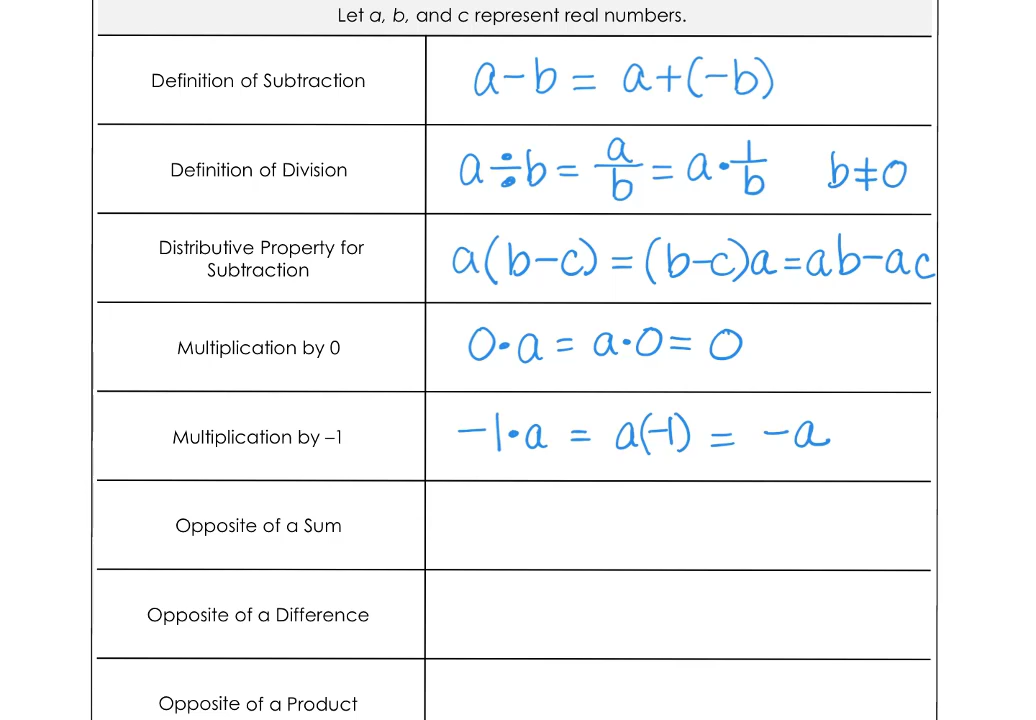 Let a, b, and c represent real numbers.
Definition of Subtraction
a-b = a+(-b)
Definition of Division
a÷b = a/b = a·1/b b≠0
Distributive Property for
Subtraction
a(b-c) = (b-c)a = ab-ac
Multiplication by 0
0·a = a·0 = 0
Multiplication by –1
-1·a = a(-1) = -a
Opposite of a Sum
Opposite of a Difference
Opposite of a Product